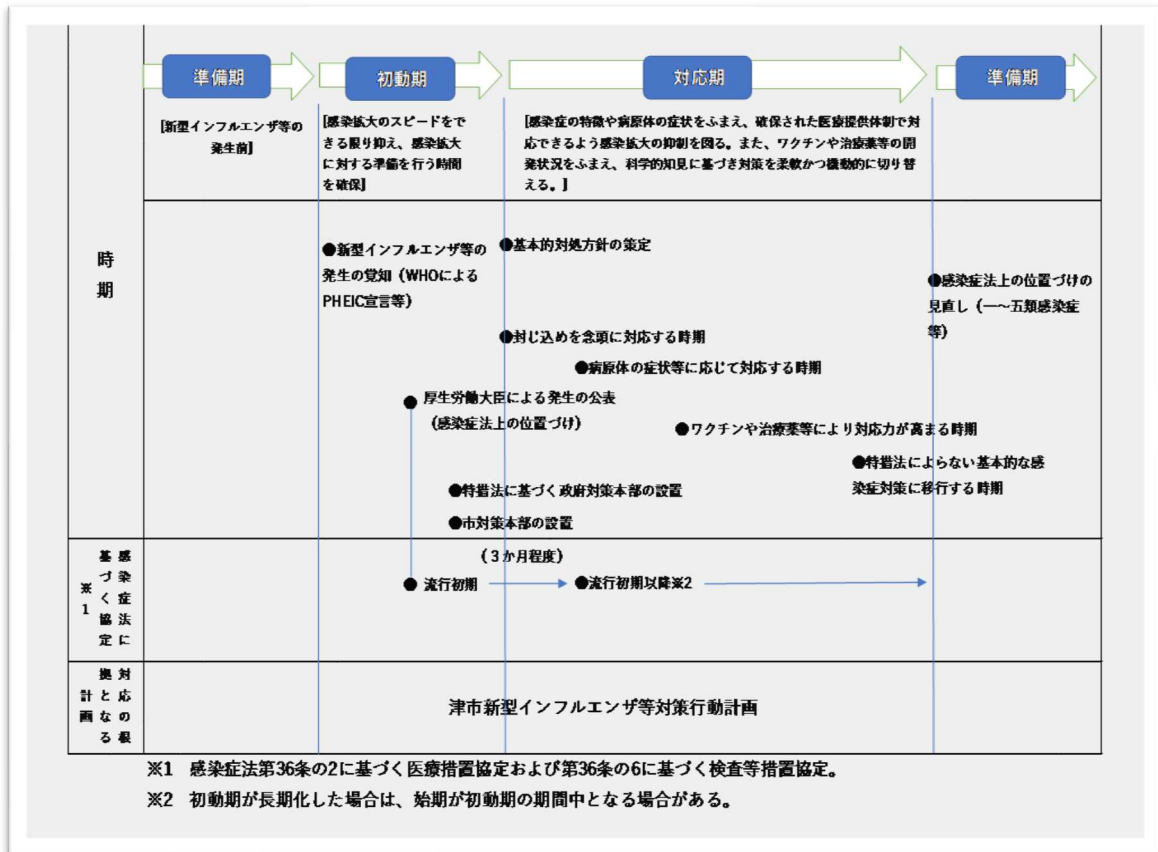 準備期
初動期
対応期
準備期
[新型インフルエンザ等の
発生前]
[感染拡大のスピードをで
きる限り抑え、感染拡大
に対する準備を行う時間
を確保]
[感染症の特徴や病原体の症状をふまえ、確保された医療提供体制で対
応できるよう感染拡大の抑制を図る。また、ワクチンや治療薬等の開
発状況をふまえ、科学的知見に基づき対策を柔軟かつ機動的に切り替
える。]
時期
●新型インフルエンザ等の
発生の覚知（WHOによる
PHEIC宣言等）
●基本的対処方針の策定
●感染症法上の位置づけの
見直し（一～五類感染症
等）
●封じ込めを念頭に対応する時期
●病原体の症状等に応じて対応する時期
● 厚生労働大臣による発生の公表
（感染症法上の位置づけ）
●ワクチンや治療薬等により対応力が高まる時期
●特措法によらない基本的な感
染症対策に移行する時期
●特措法に基づく政府対策本部の設置
●市対策本部の設置
感染症法に
基づく協定
※1
（３か月程度）
● 流行初期
●流行初期以降※2
対応の根
拠となる
計画
津市新型インフルエンザ等対策行動計画
※1 感染症法第36条の2に基づく医療措置協定および第36条の6に基づく検査等措置協定。
※2 初動期が長期化した場合は、始期が初動期の期間中となる場合がある。